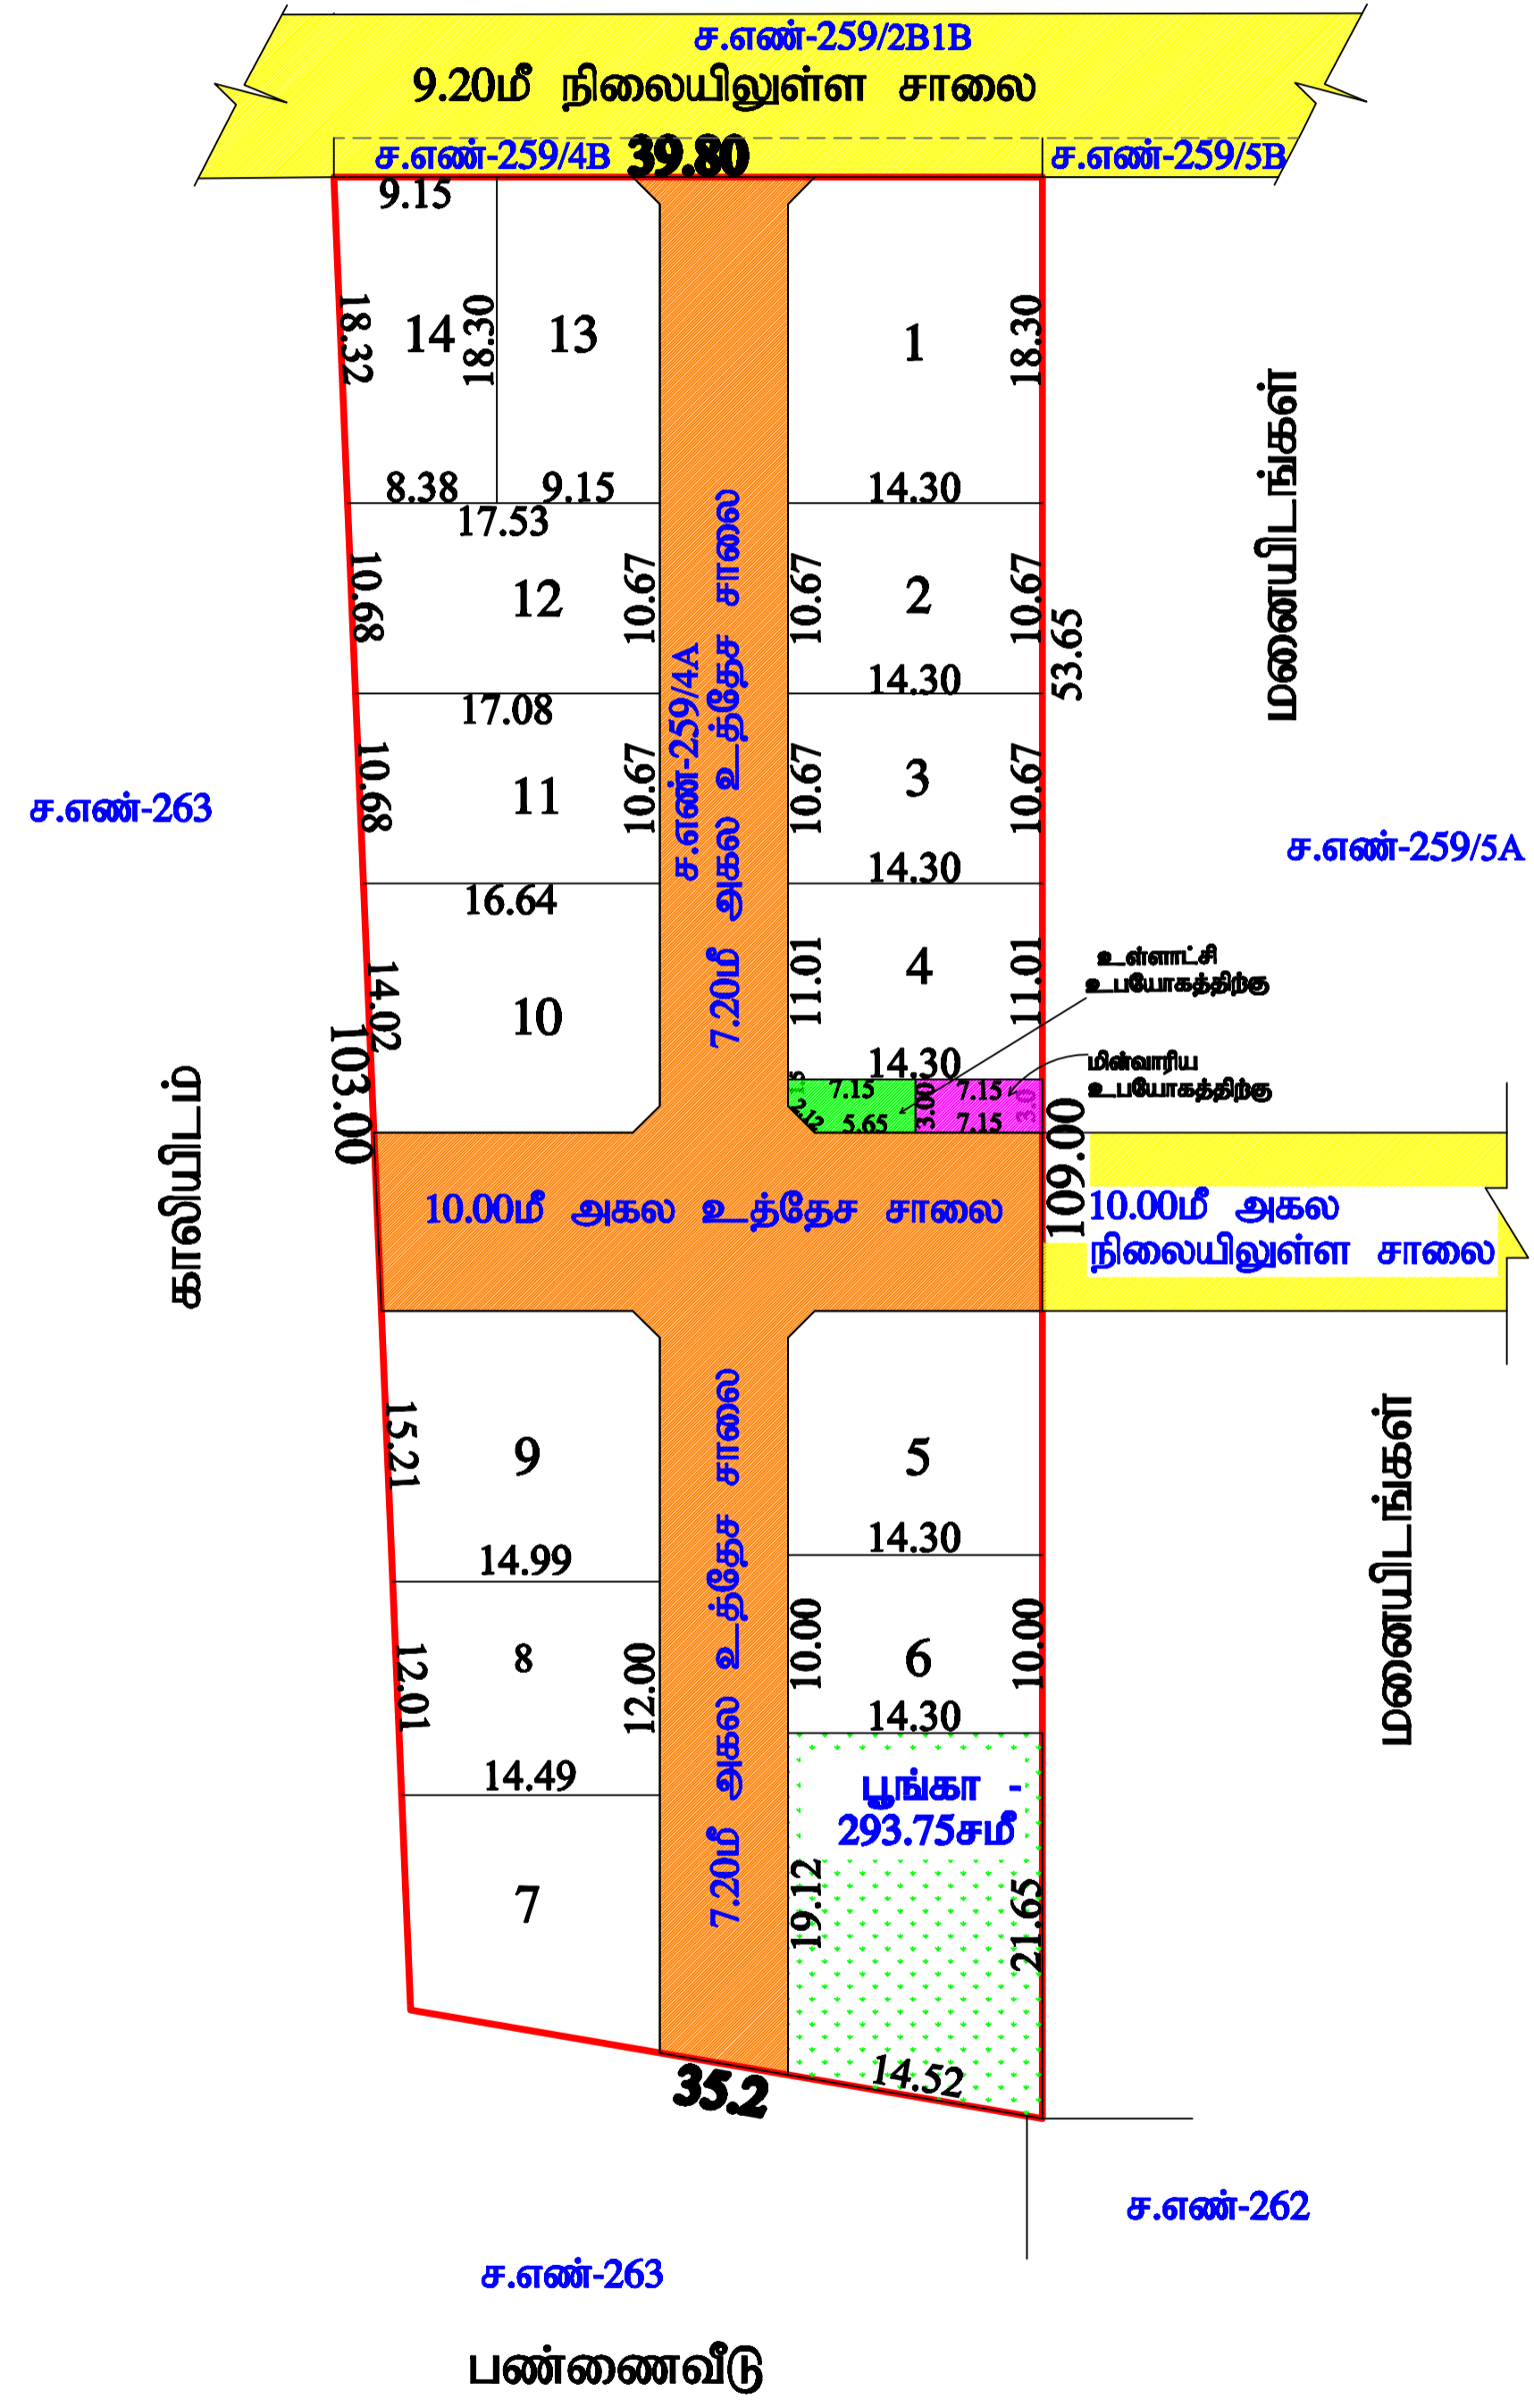 ச.எண்-259/2B1B
9.20மீ நிலையிலுள்ள சாலை
ச.எண்-259/4B
39.80
ச.எண்-259/5B
9.15
18.32
14
18.30
13
1
18.30
8.38
9.15
14.30
17.53
மனையிடங்கள்
10.68
12
10.67
10.67
2
10.67
53.65
14.30
17.08
ச.எண்-259/4A
7.20மீ அகல உத்தேச சாலை
ச.எண்-263
10.68
11
10.67
10.67
3
10.67
ச.எண்-259/5A
14.30
16.64
14.02
10
11.01
4
11.01
உள்ளாட்சி
உபயோகத்திற்கு
14.30
மின்வாரிய
உபயோகத்திற்கு
1.5
7.15
3.00
7.15
3.0
2.12
5.65
7.15
103.00
காலியிடம்
109.00
10.00மீ அகல உத்தேச சாலை
10.00மீ அகல
நிலையிலுள்ள சாலை
15.21
9
5
14.30
14.99
7.20மீ அகல உத்தேச சாலை
மனையிடங்கள்
12.01
8
12.00
10.00
6
10.00
14.30
14.49
பூங்கா -
293.75சமீ
7
19.12
21.65
14.52
35.2
ச.எண்-262
ச.எண்-263
பண்ணைவீடு